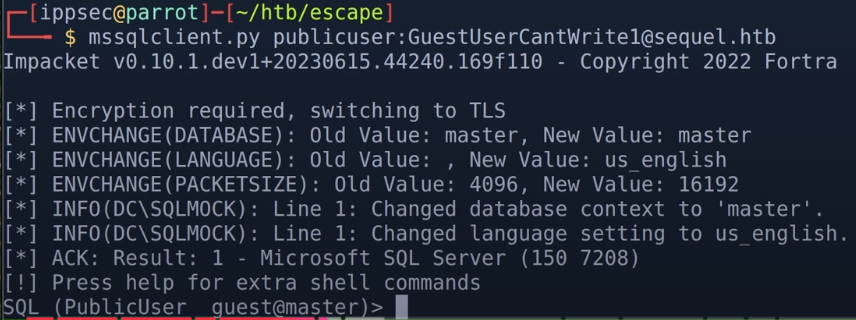 [ippsec@parrot]-[~/htb/escape]
$ mssqlclient.py publicuser:GuestUserCantWrite1@sequel.htb
Impacket v0.10.1.dev1+20230615.44240.169f110 - Copyright 2022 Fortra
[*] Encryption required, switching to TLS
[*] ENVCHANGE(DATABASE): Old Value: master, New Value: master
[*] ENVCHANGE(LANGUAGE): Old Value: , New Value: us_english
[*] ENVCHANGE(PACKETSIZE): Old Value: 4096, New Value: 16192
[*] INFO(DC\SQLMOCK): Line 1: Changed database context to 'master'.
[*] INFO(DC\SQLMOCK): Line 1: Changed language setting to us_english.
[*] ACK: Result: 1 - Microsoft SQL Server (150 7208)
[!] Press help for extra shell commands
SQL (PublicUser  guest@master)>